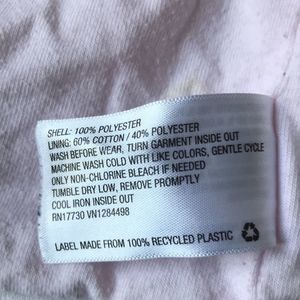 SHELL: 100% POLYESTER
LINING: 60% COTTON / 40% POLYESTER
WASH BEFORE WEAR, TURN GARMENT INSIDE OUT
MACHINE WASH COLD WITH LIKE COLORS, GENTLE CYCLE
ONLY NON-CHLORINE BLEACH IF NEEDED
TUMBLE DRY LOW, REMOVE PROMPTLY
COOL IRON INSIDE OUT
RN17730 VN1284498
LABEL MADE FROM 100% RECYCLED PLASTIC